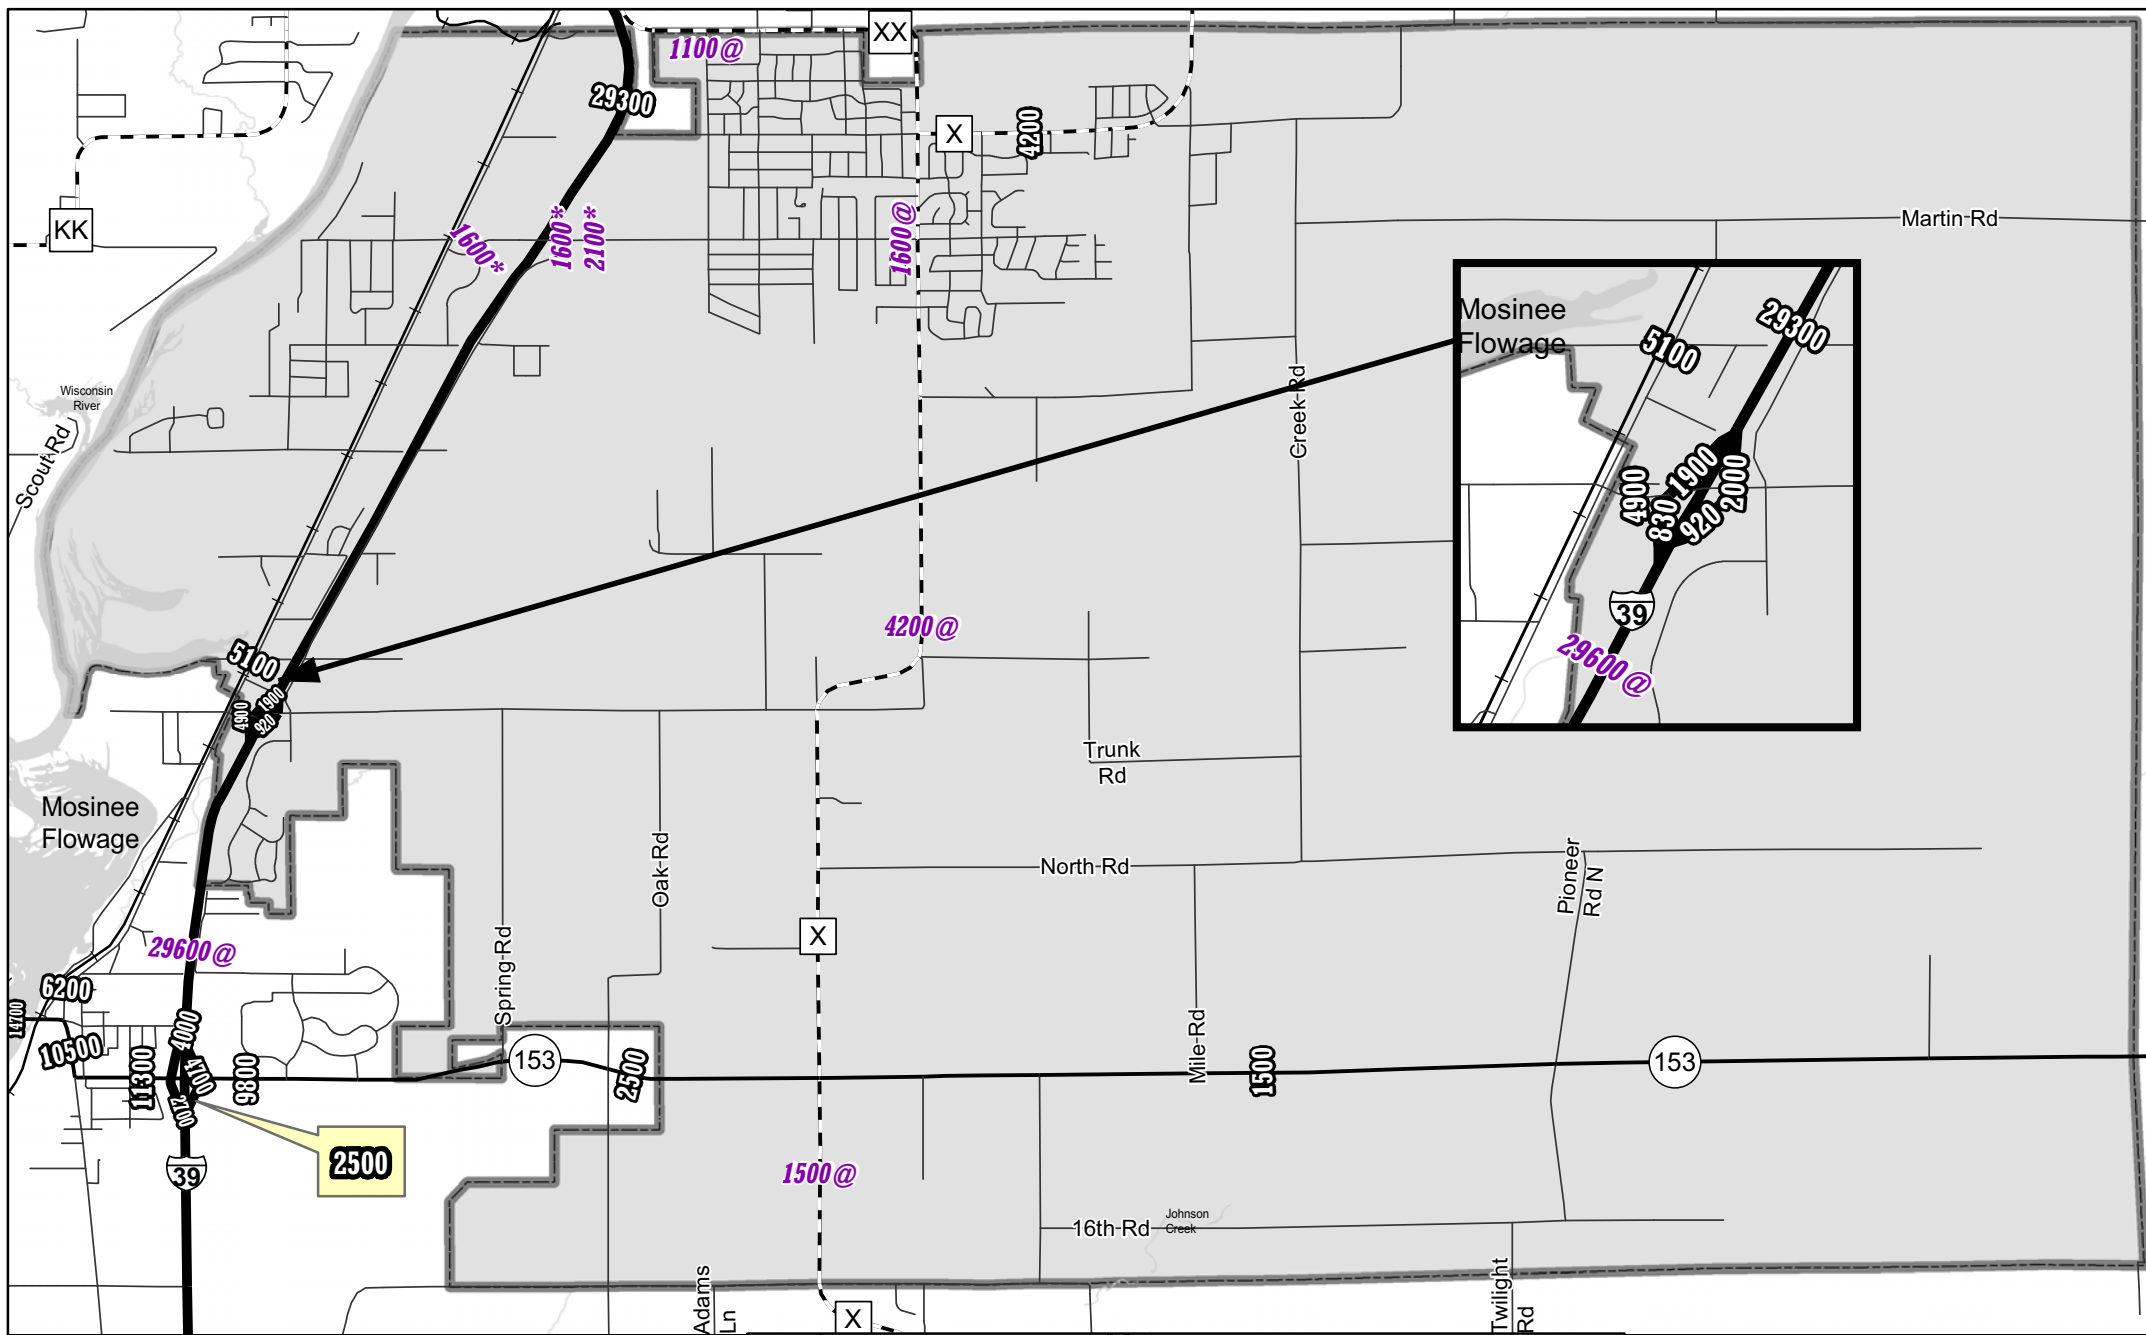 XX
1100@
29300
X
4200
KK
1600*
1600*
2100*
1600@
Martin Rd
Mosinee
Flowage
29300
5100
Wisconsin
River
Scout Rd
Creek Rd
1900
4900
2000
830
920
39
29600@
4200@
5100
1900
4900
920
Trunk
Rd
Mosinee
Flowage
Oak Rd
North Rd
Pioneer
Rd N
X
29600@
Spring Rd
6200
14700
4000
10500
11300
4700
9800
2700
153
2500
Mile Rd
1500
153
2500
39
1500@
Johnson
Creek
16th Rd
Adams
Ln
X
Twilight
Rd